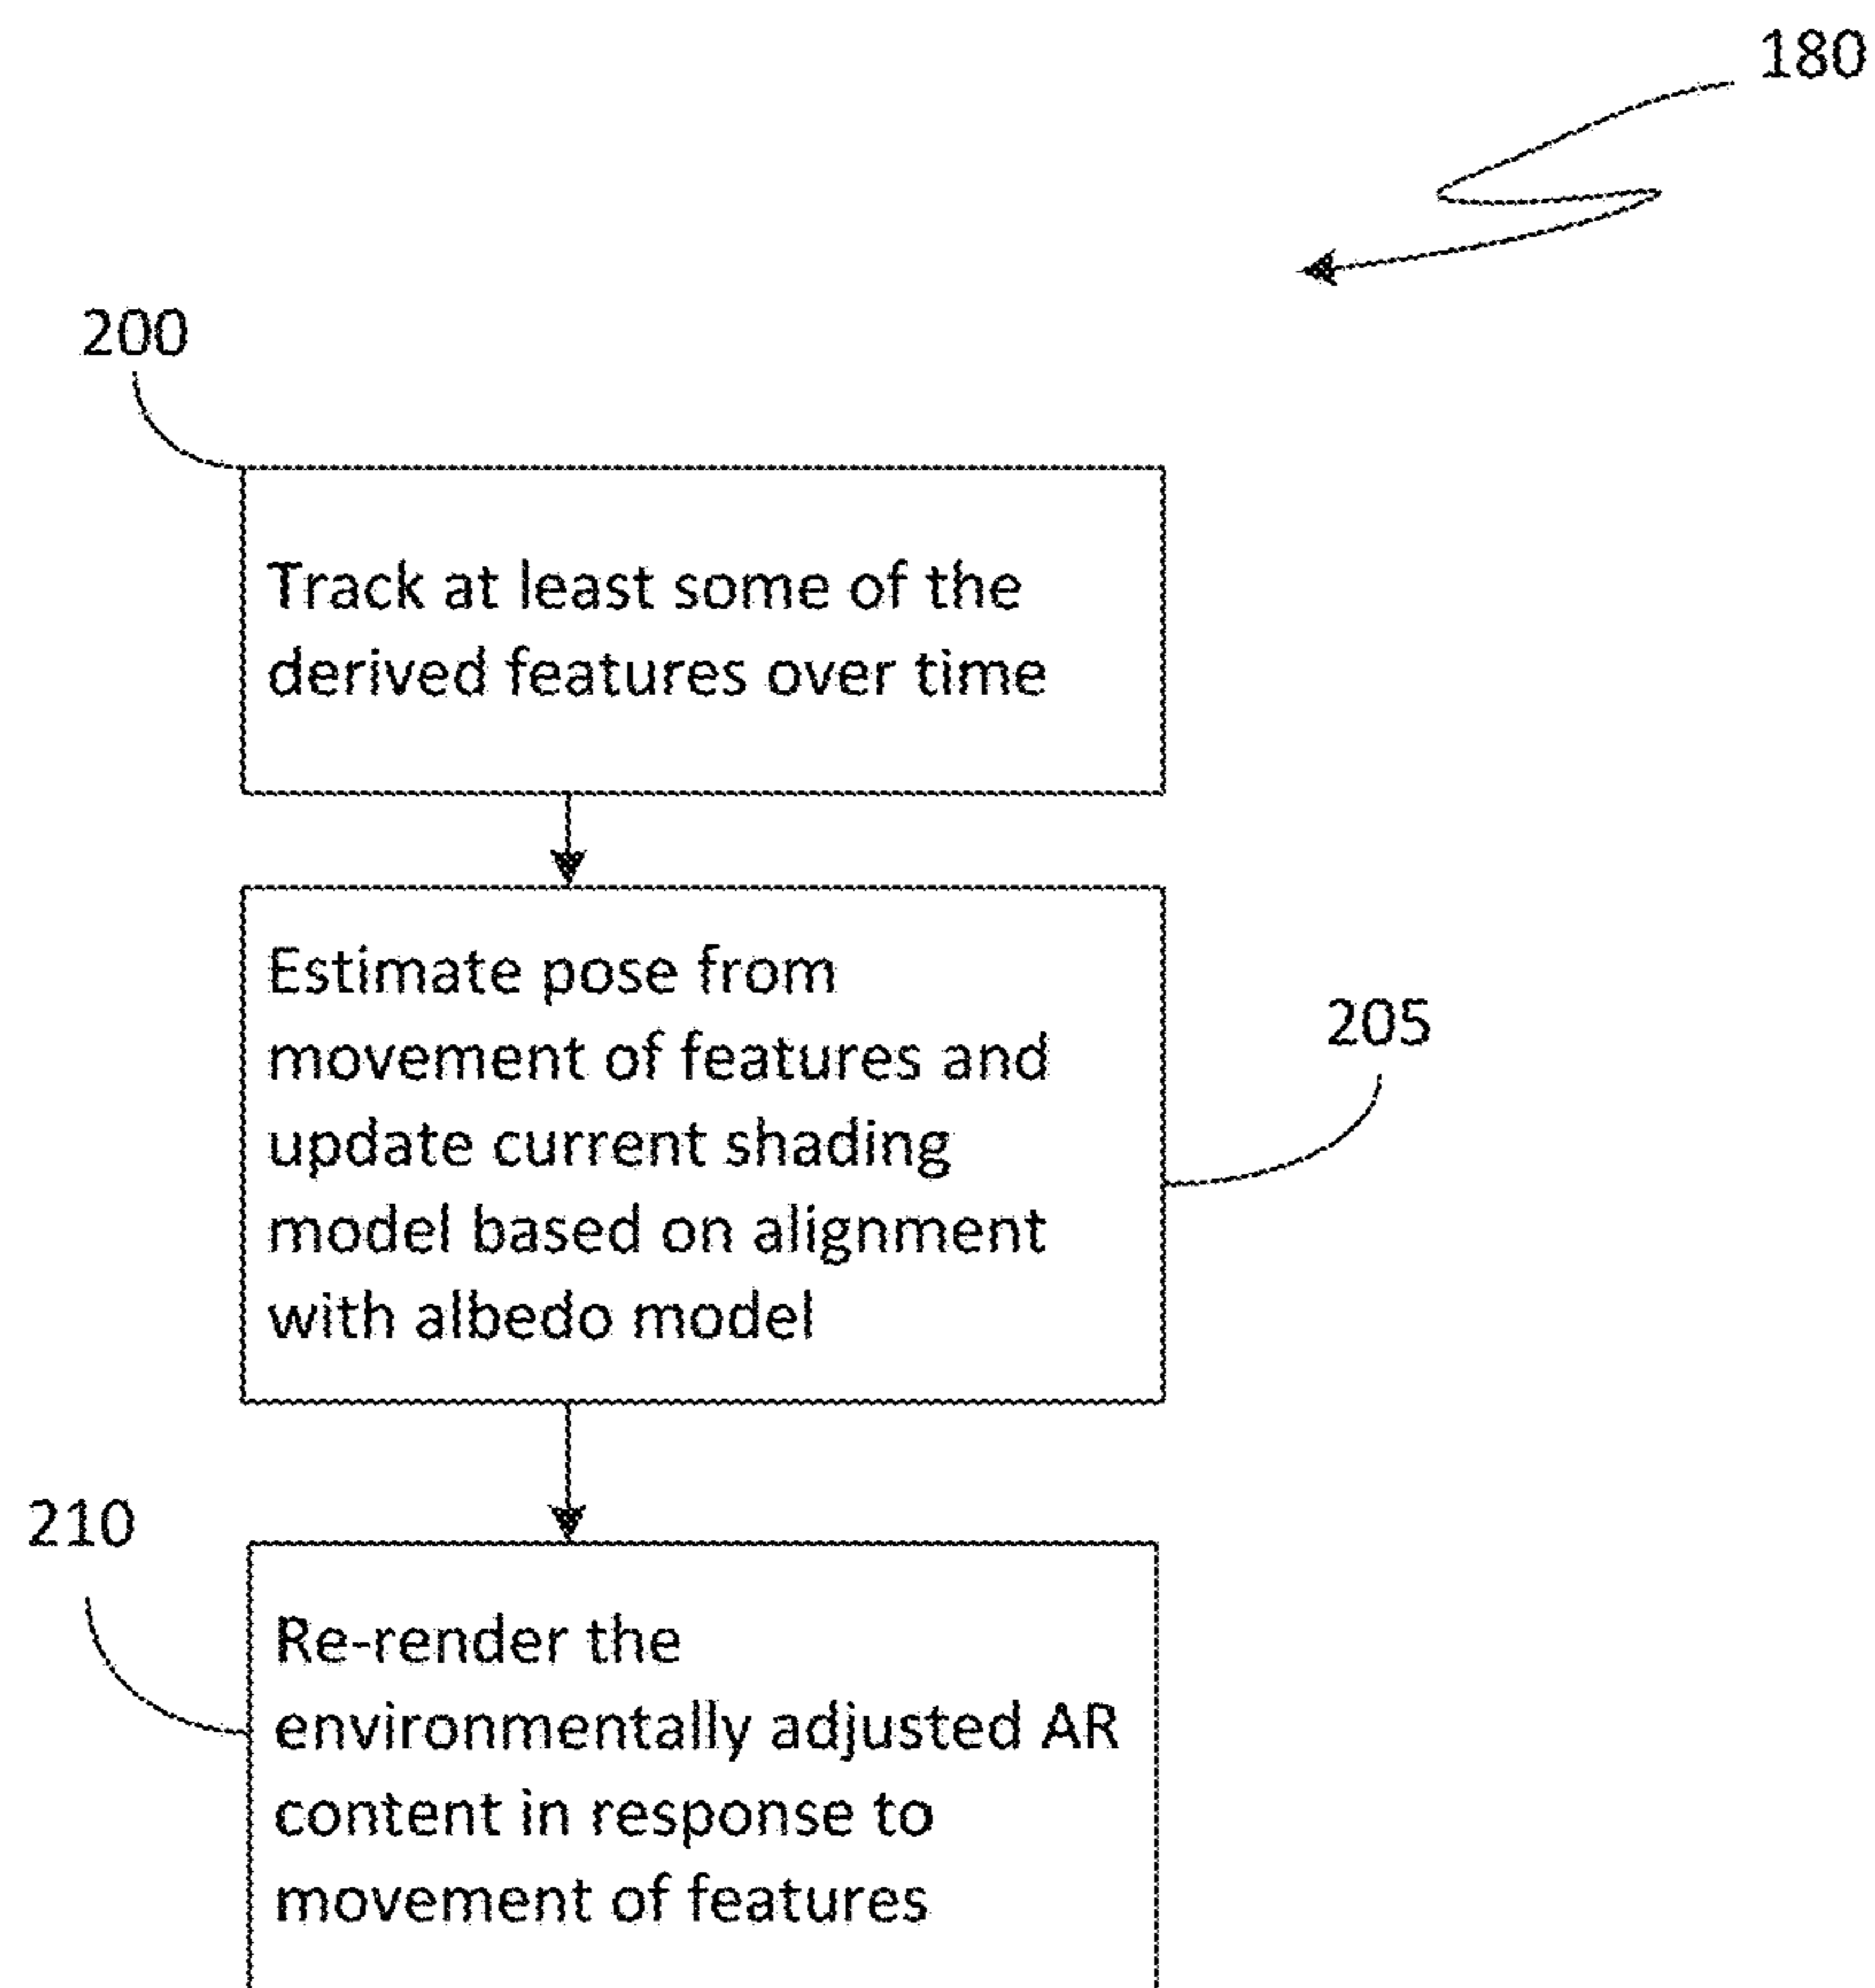 180
200
Track at least some of the
derived features over time
Estimate pose from
movement of features and
update current shading
model based on alignment
with albedo model
205
210
Re-render the
environmentally adjusted AR
content in response to
movement of features